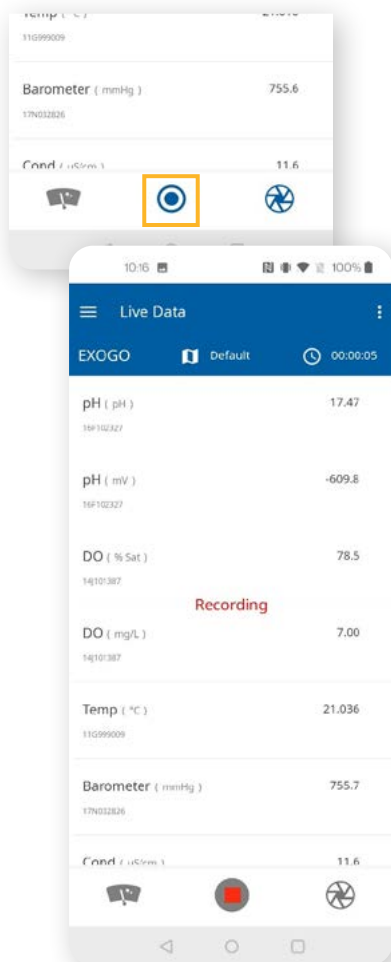 Temp ( °C )
11G999009
Barometer ( mmHg ) 755.6
17N032826
Cond ( uS/cm ) 11.6
10:16 100%
Live Data
EXOGO Default 00:00:05
pH ( pH ) 17.47
16F102327
pH ( mV ) -609.8
16F102327
DO ( % Sat ) 78.5
14J101387
Recording
DO ( mg/L ) 7.00
14J101387
Temp ( °C ) 21.036
11G999009
Barometer ( mmHg ) 755.7
17N032826
Cond ( uS/cm ) 11.6